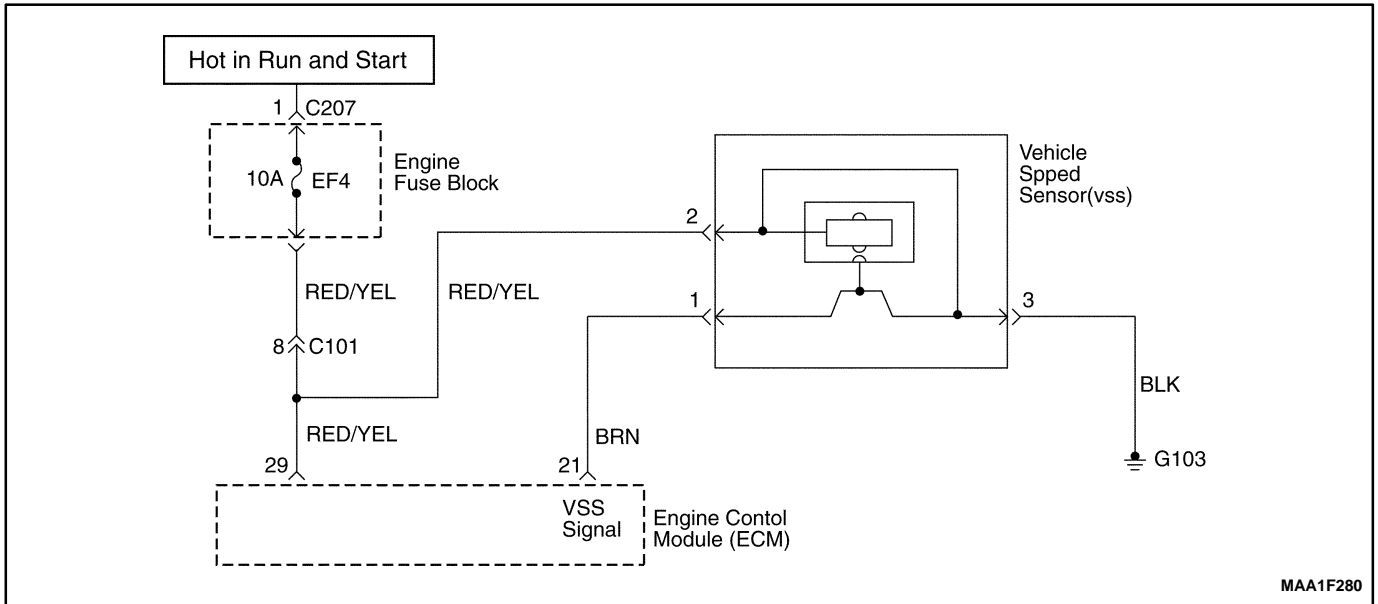 Hot in Run and Start
1 C207
10A EF4
Engine
Fuse Block
RED/YEL
RED/YEL
8 C101
RED/YEL
29
BRN
21
VSS
Signal
Engine Contol
Module (ECM)
2
1
3
Vehicle
Spped
Sensor(vss)
BLK
G103
MAA1F280